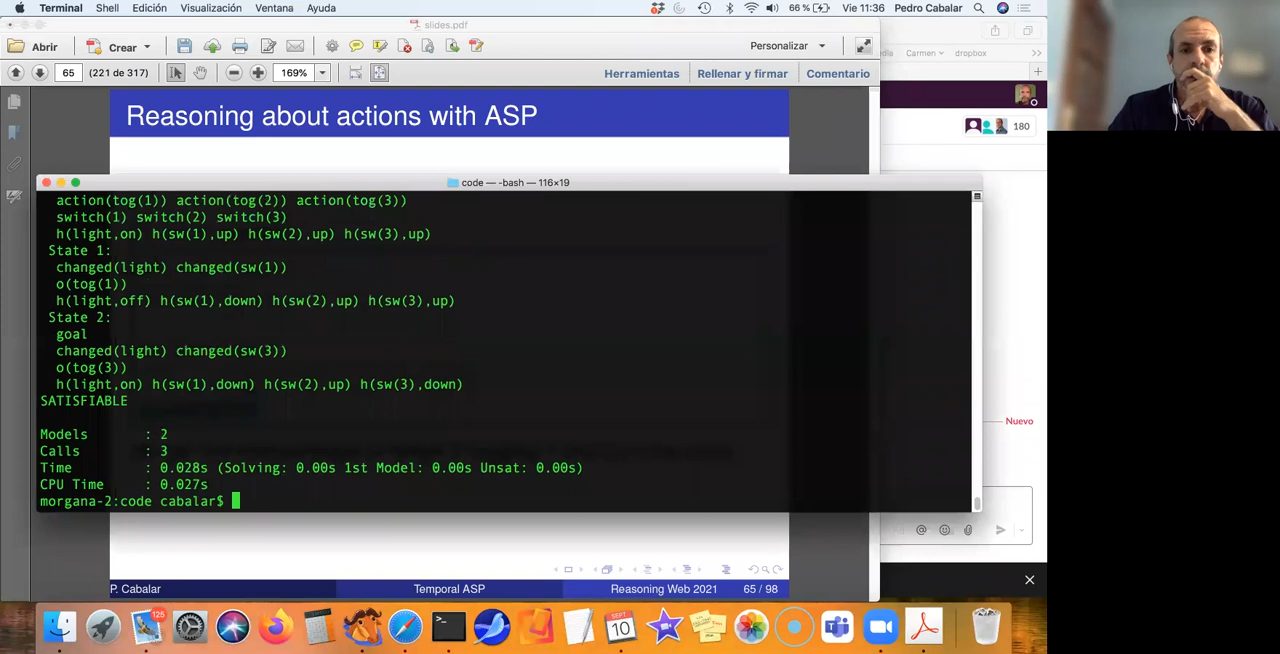 Terminal Shell Edición Visualización Ventana Ayuda 66 % Vie 11:36 Pedro Cabalar
slides.pdf
Abrir Crear Personalizar Carmen dropbox
65 (221 de 317) 169% Herramientas Rellenar y firmar Comentario
Reasoning about actions with ASP
180
code — -bash — 116×19
action(tog(1)) action(tog(2)) action(tog(3))
switch(1) switch(2) switch(3)
h(light,on) h(sw(1),up) h(sw(2),up) h(sw(3),up)
State 1:
changed(light) changed(sw(1))
o(tog(1))
h(light,off) h(sw(1),down) h(sw(2),up) h(sw(3),up)
State 2:
goal
changed(light) changed(sw(3))
o(tog(3))
h(light,on) h(sw(1),down) h(sw(2),up) h(sw(3),down)
SATISFIABLE
Nuevo
Models : 2
Calls : 3
Time : 0.028s (Solving: 0.00s 1st Model: 0.00s Unsat: 0.00s)
CPU Time : 0.027s
morgana-2:code cabalar$
P. Cabalar Temporal ASP Reasoning Web 2021 65 / 98
125
SEPT
10